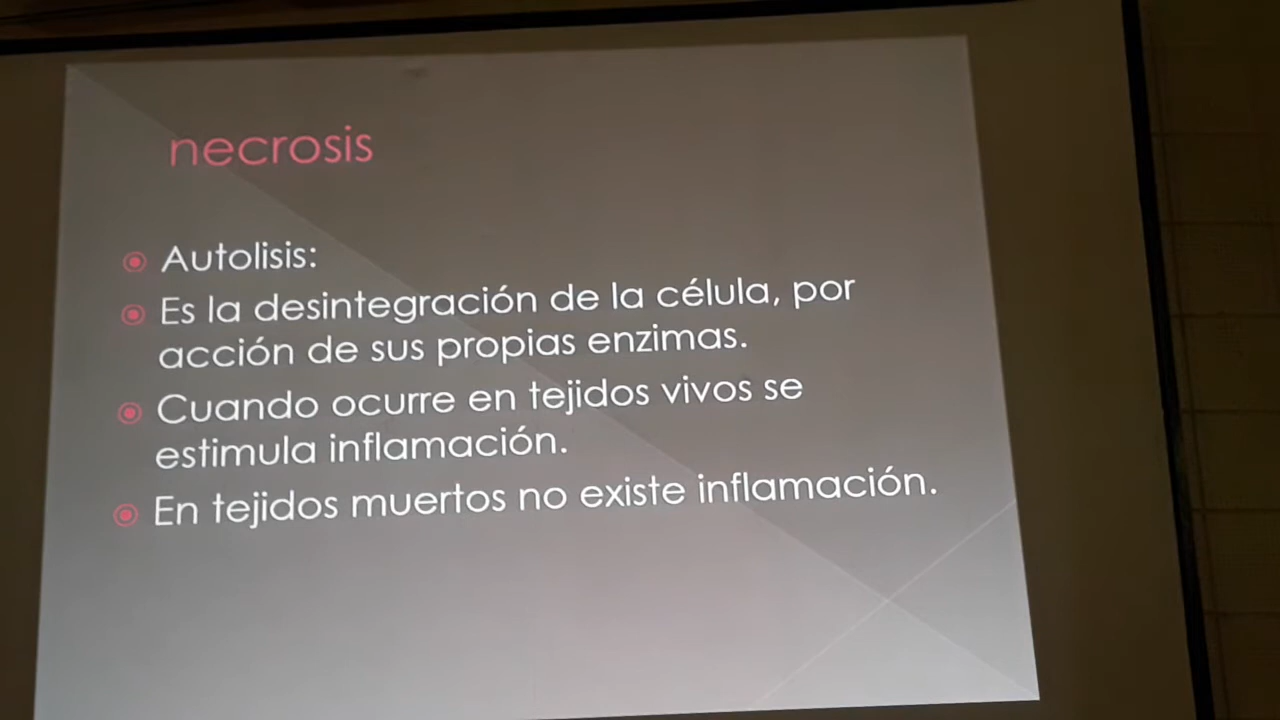 necrosis
Autolisis:
Es la desintegración de la célula, por
acción de sus propias enzimas.
Cuando ocurre en tejidos vivos se
estimula inflamación.
En tejidos muertos no existe inflamación.